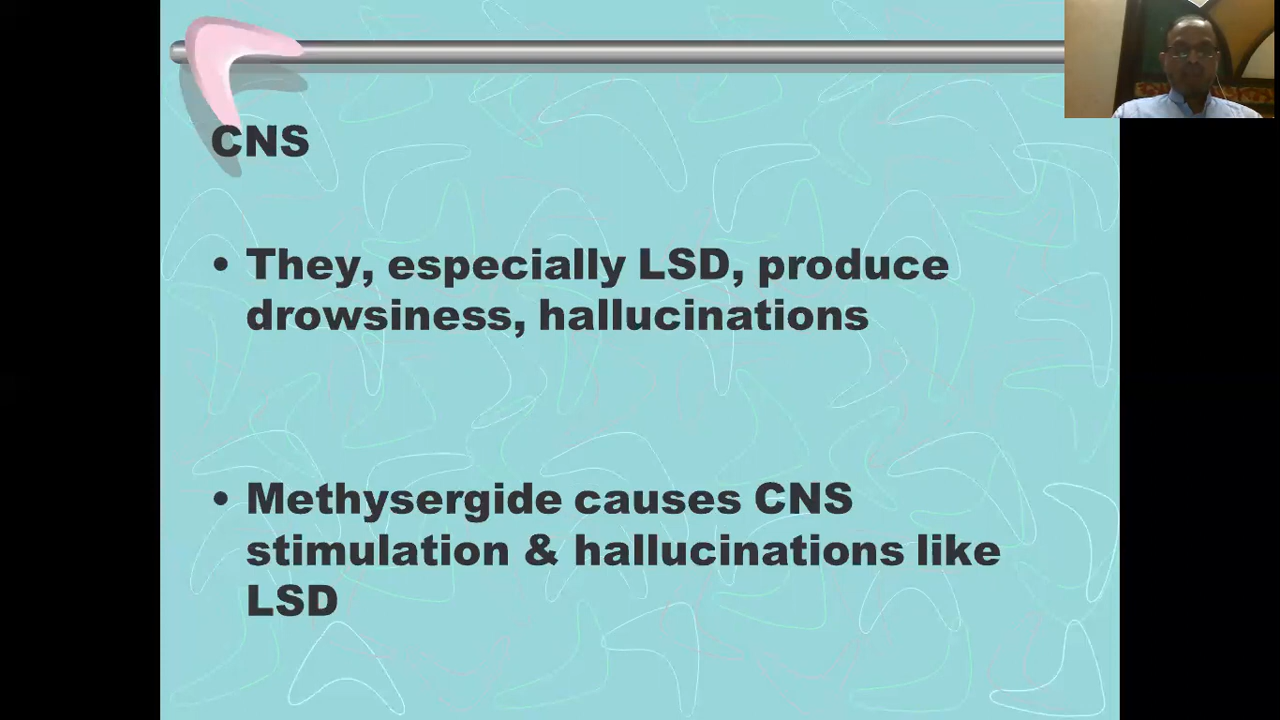 CNS
• They, especially LSD, produce
drowsiness, hallucinations
• Methysergide causes CNS
stimulation & hallucinations like
LSD